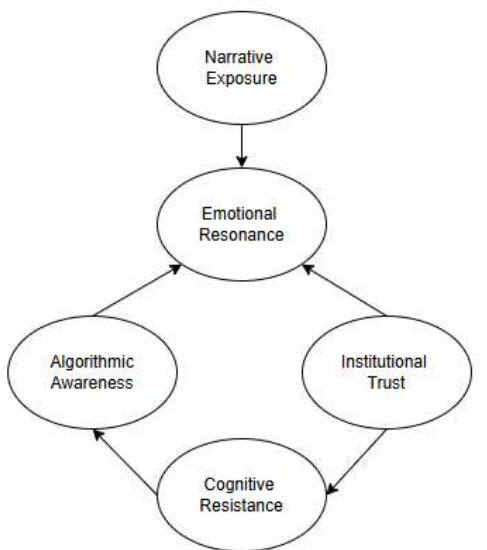 Narrative
Exposure
Emotional
Resonance
Algorithmic
Awareness
Institutional
Trust
Cognitive
Resistance